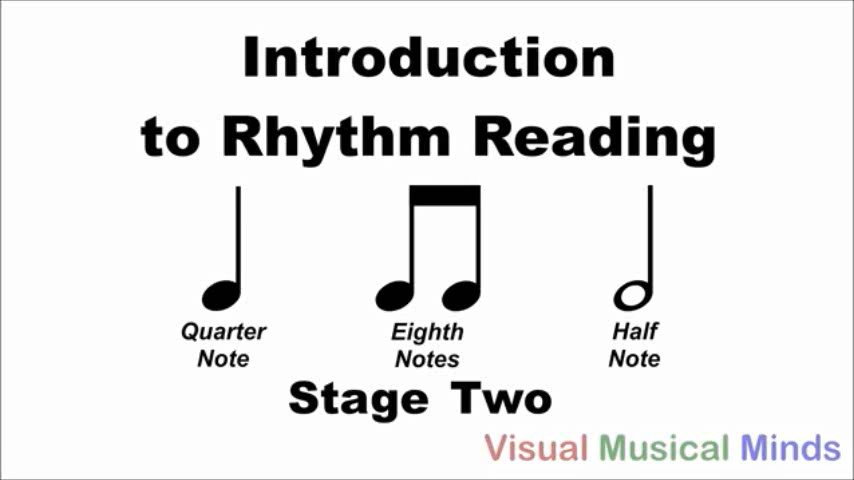 Introduction
to Rhythm Reading
Quarter
Note
Eighth
Notes
Half
Note
Stage Two
Visual Musical Minds